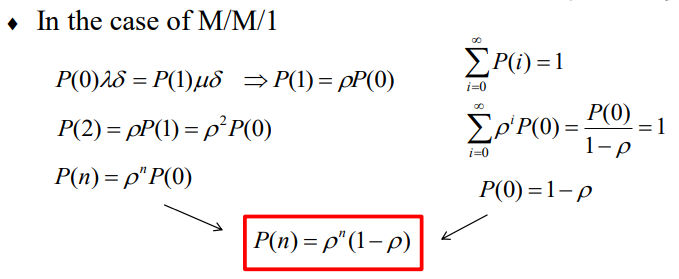 ♦ In the case of M/M/1
P(0)λδ = P(1)μδ ⇒ P(1) = ρP(0)
P(2) = ρP(1) = ρ²P(0)
P(n) = ρⁿP(0)
∑_{i=0}^{∞} P(i) = 1
∑_{i=0}^{∞} ρⁱP(0) = P(0)/(1−ρ) = 1
P(0) = 1−ρ
P(n) = ρⁿ(1−ρ)